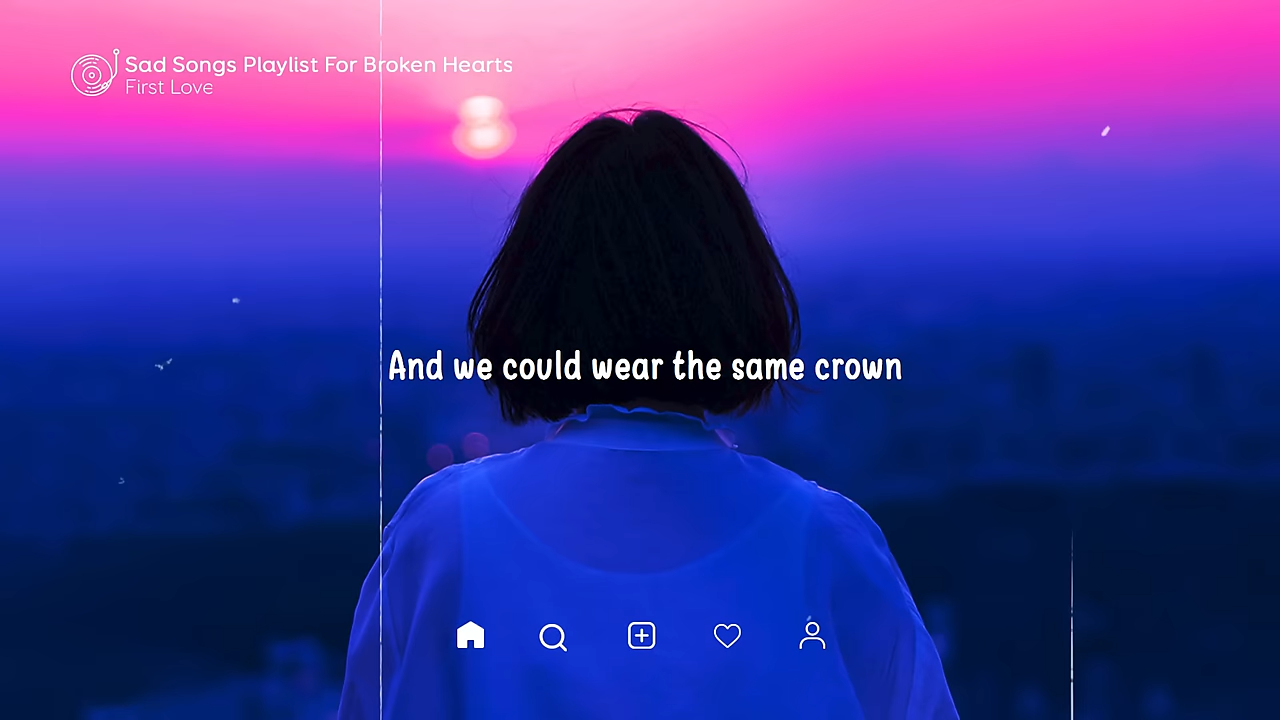 Sad Songs Playlist For Broken Hearts
First Love
And we could wear the same crown